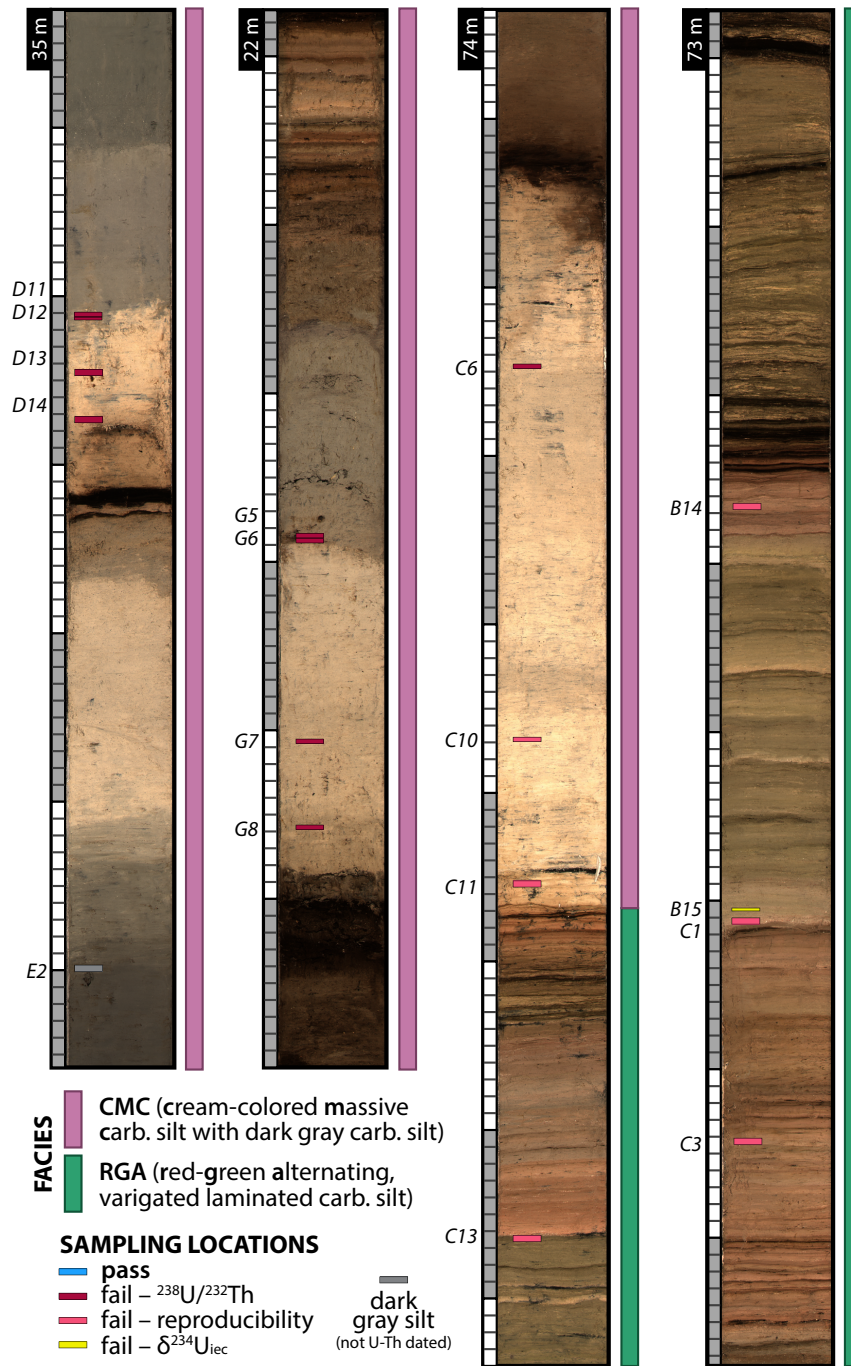 35 m
D11
D12
D13
D14
E2
22 m
G5
G6
G7
G8
74 m
C6
C10
C11
C13
73 m
B14
B15
C1
C3
FACIES
CMC (cream-colored massive
carb. silt with dark gray carb. silt)
RGA (red-green alternating,
varigated laminated carb. silt)
SAMPLING LOCATIONS
pass
fail – ²³⁸U/²³²Th
fail – reproducibility
fail – δ²³⁴Uiec
dark
gray silt
(not U-Th dated)